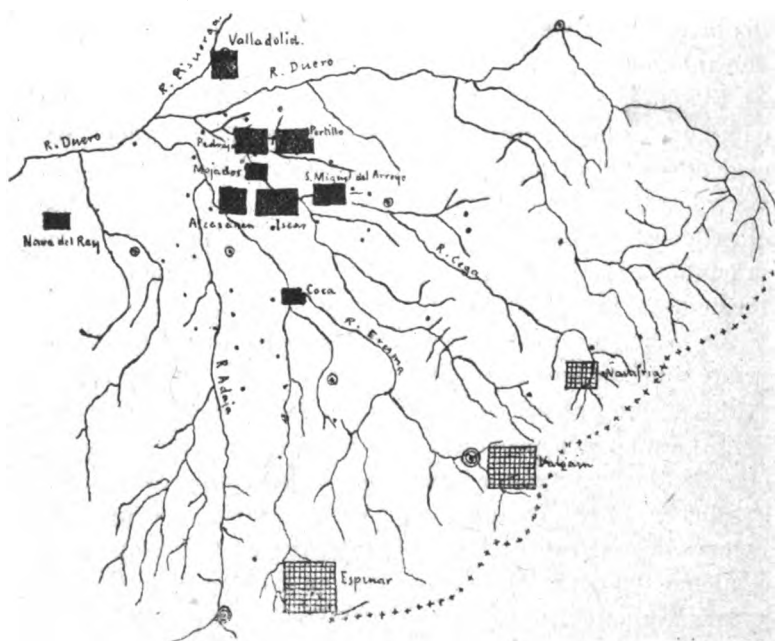 Valladolid.
R. Pisuerga
R. Duero
R. Duero
Pedrajas
Portillo
Mojados
S. Miguel del Arroyo
Nava del Rey
Alcazaren
Iscar
R. Cega
Coca
R. Eresma
R. Adaja
Navafria
Valsain
Espinar